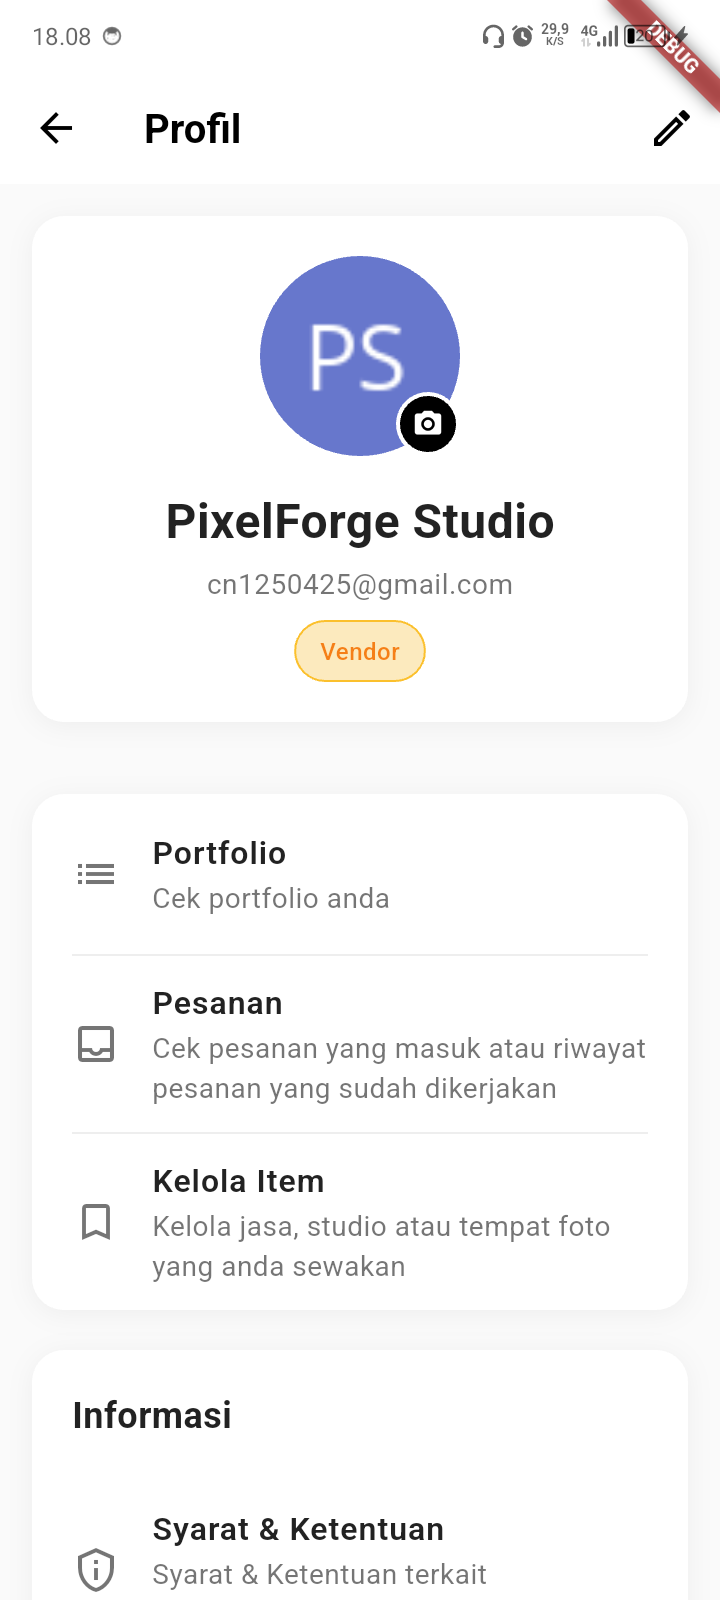 18.08
29,9
K/S
4G
20
DEBUG
Profil
PS
PixelForge Studio
cn1250425@gmail.com
Vendor
Portfolio
Cek portfolio anda
Pesanan
Cek pesanan yang masuk atau riwayat
pesanan yang sudah dikerjakan
Kelola Item
Kelola jasa, studio atau tempat foto
yang anda sewakan
Informasi
Syarat & Ketentuan
Syarat & Ketentuan terkait